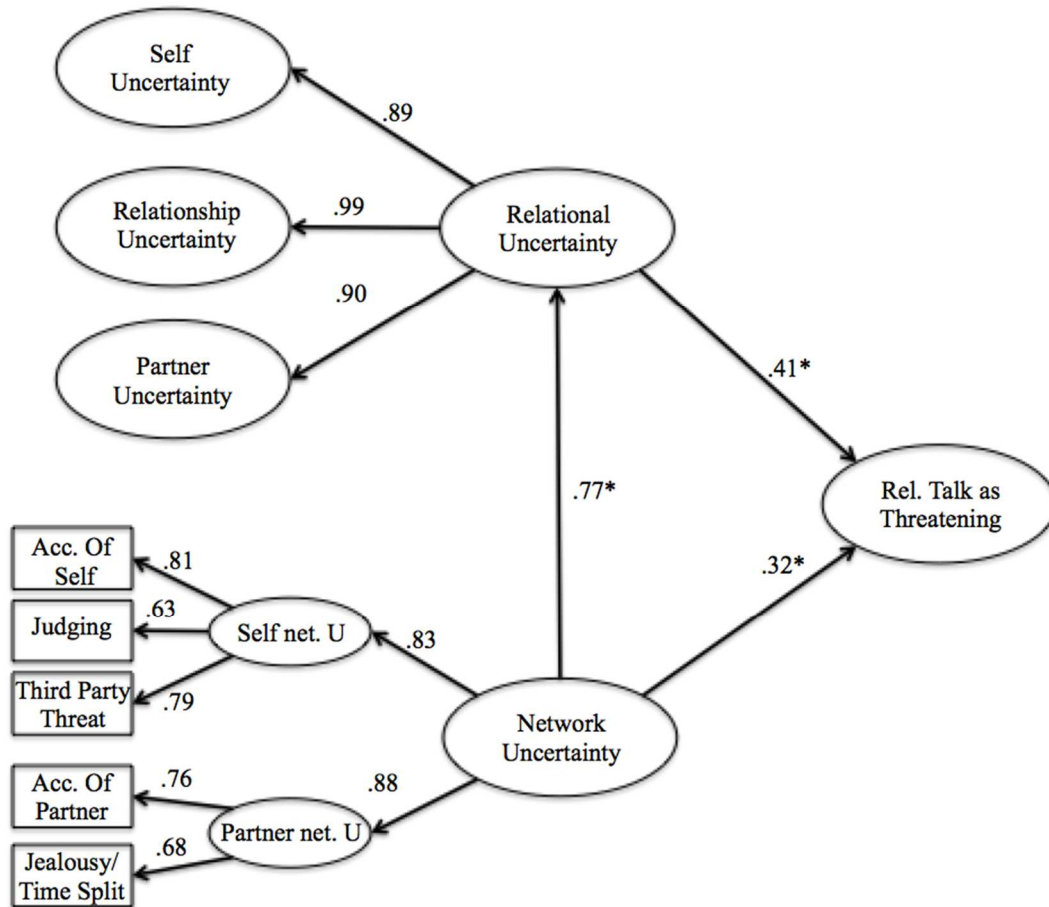 Self
Uncertainty
.89
Relationship
Uncertainty
.99
Relational
Uncertainty
.90
Partner
Uncertainty
.41*
.77*
Rel. Talk as
Threatening
.32*
Acc. Of
Self
.81
Judging
.63
Self net. U
.83
Third Party
Threat
.79
Network
Uncertainty
Acc. Of
Partner
.76
.88
Partner net. U
Jealousy/
Time Split
.68